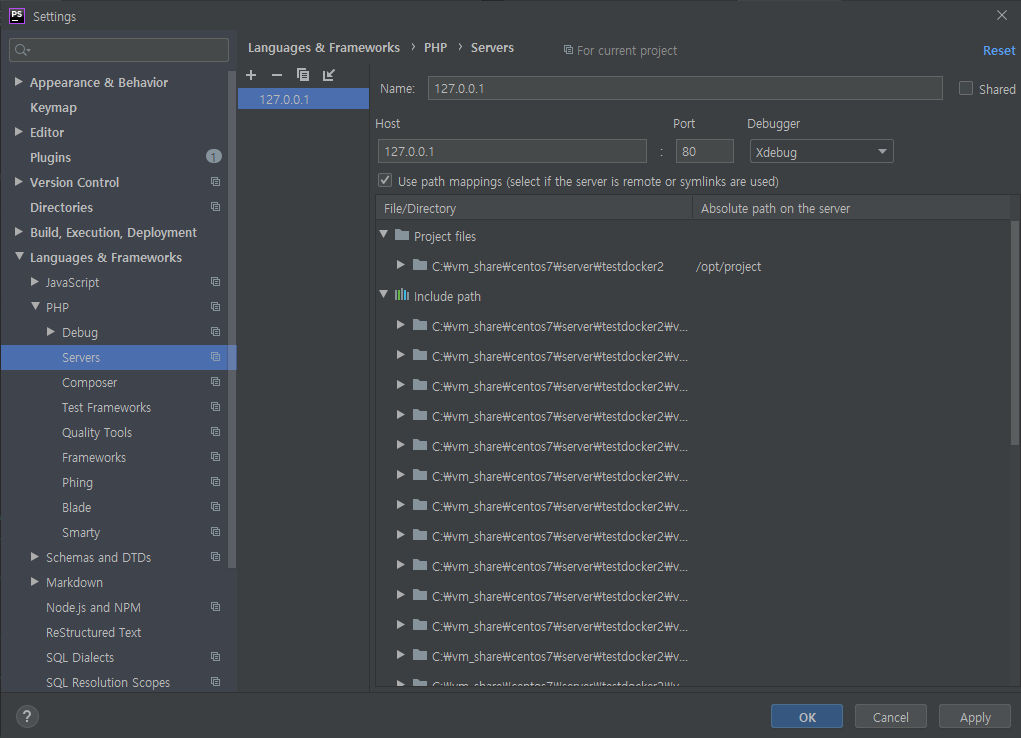 PS Settings
Appearance & Behavior
Keymap
Editor
Plugins 1
Version Control
Directories
Build, Execution, Deployment
Languages & Frameworks
JavaScript
PHP
Debug
Servers
Composer
Test Frameworks
Quality Tools
Frameworks
Phing
Blade
Smarty
Schemas and DTDs
Markdown
Node.js and NPM
ReStructured Text
SQL Dialects
SQL Resolution Scopes
?
Languages & Frameworks › PHP › Servers For current project Reset
127.0.0.1
Name: 127.0.0.1 Shared
Host Port Debugger
127.0.0.1 : 80 Xdebug
Use path mappings (select if the server is remote or symlinks are used)
File/Directory Absolute path on the server
Project files
C:₩vm_share₩centos7₩server₩testdocker2 /opt/project
Include path
C:₩vm_share₩centos7₩server₩testdocker2₩v...
C:₩vm_share₩centos7₩server₩testdocker2₩v...
C:₩vm_share₩centos7₩server₩testdocker2₩v...
C:₩vm_share₩centos7₩server₩testdocker2₩v...
C:₩vm_share₩centos7₩server₩testdocker2₩v...
C:₩vm_share₩centos7₩server₩testdocker2₩v...
C:₩vm_share₩centos7₩server₩testdocker2₩v...
C:₩vm_share₩centos7₩server₩testdocker2₩v...
C:₩vm_share₩centos7₩server₩testdocker2₩v...
C:₩vm_share₩centos7₩server₩testdocker2₩v...
C:₩vm_share₩centos7₩server₩testdocker2₩v...
C:₩vm_share₩centos7₩server₩testdocker2₩v...
OK Cancel Apply